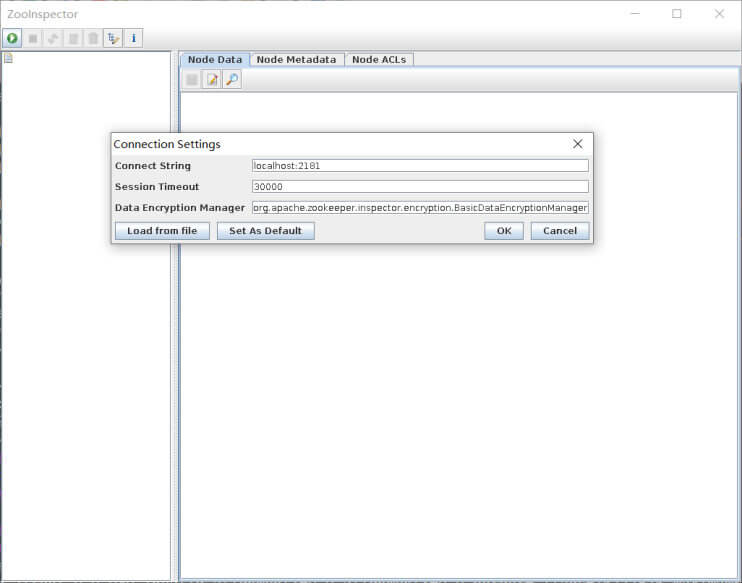 ZooInspector
i
Node Data Node Metadata Node ACLs
Connection Settings
Connect String localhost:2181
Session Timeout 30000
Data Encryption Manager org.apache.zookeeper.inspector.encryption.BasicDataEncryptionManager
Load from file Set As Default OK Cancel